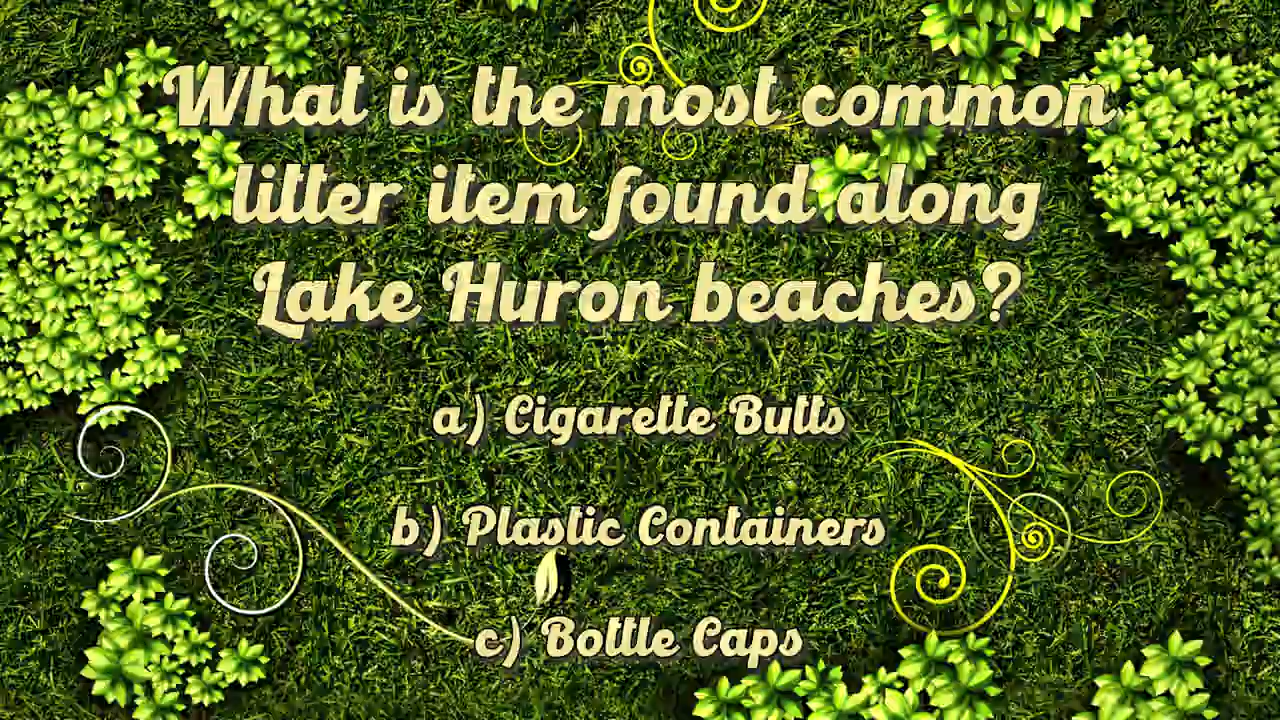 What is the most common
litter item found along
Lake Huron beaches?
a) Cigarette Butts
b) Plastic Containers
c) Bottle Caps